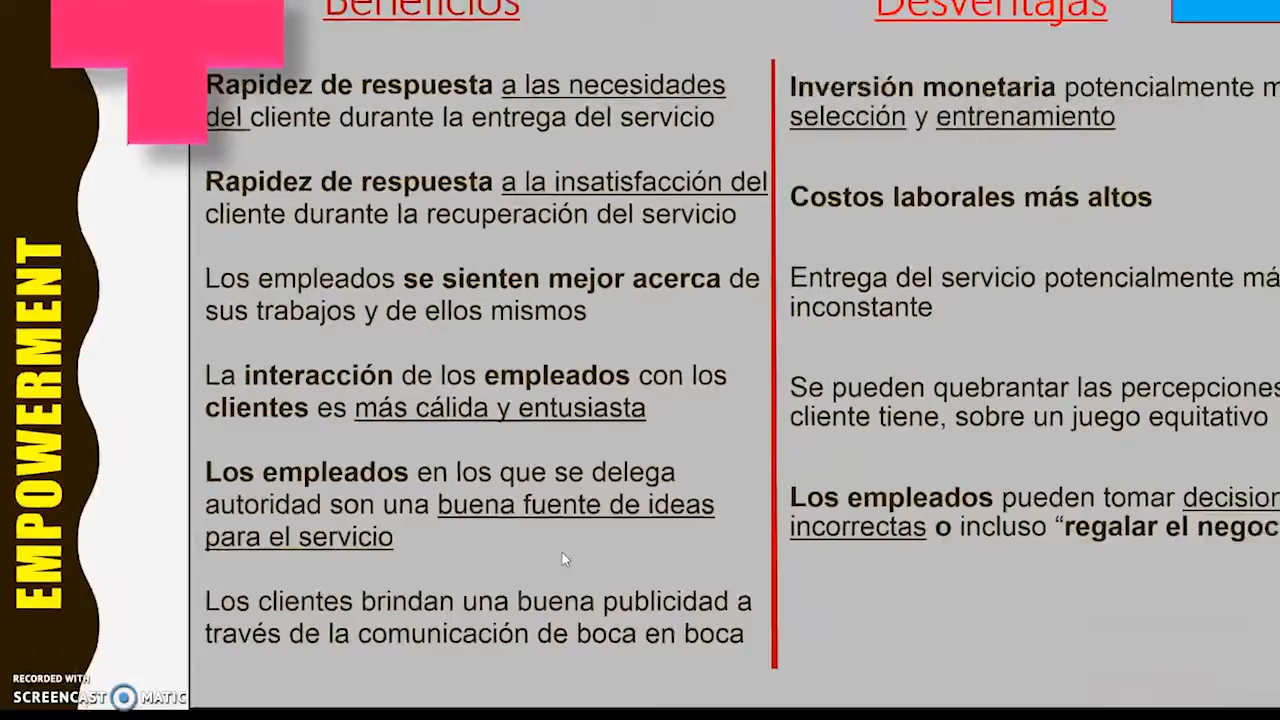 Beneficios
Rapidez de respuesta a las necesidades
del cliente durante la entrega del servicio
Rapidez de respuesta a la insatisfacción del
cliente durante la recuperación del servicio
Los empleados se sienten mejor acerca de
sus trabajos y de ellos mismos
La interacción de los empleados con los
clientes es más cálida y entusiasta
Los empleados en los que se delega
autoridad son una buena fuente de ideas
para el servicio
Los clientes brindan una buena publicidad a
través de la comunicación de boca en boca
Desventajas
Inversión monetaria potencialmente
selección y entrenamiento
Costos laborales más altos
Entrega del servicio potencialmente
inconstante
Se pueden quebrantar las percepciones
cliente tiene, sobre un juego equitativo
Los empleados pueden tomar
incorrectas o incluso “regalar el
EMPOWERMENT
RECORDED WITH
SCREENCAST MATIC